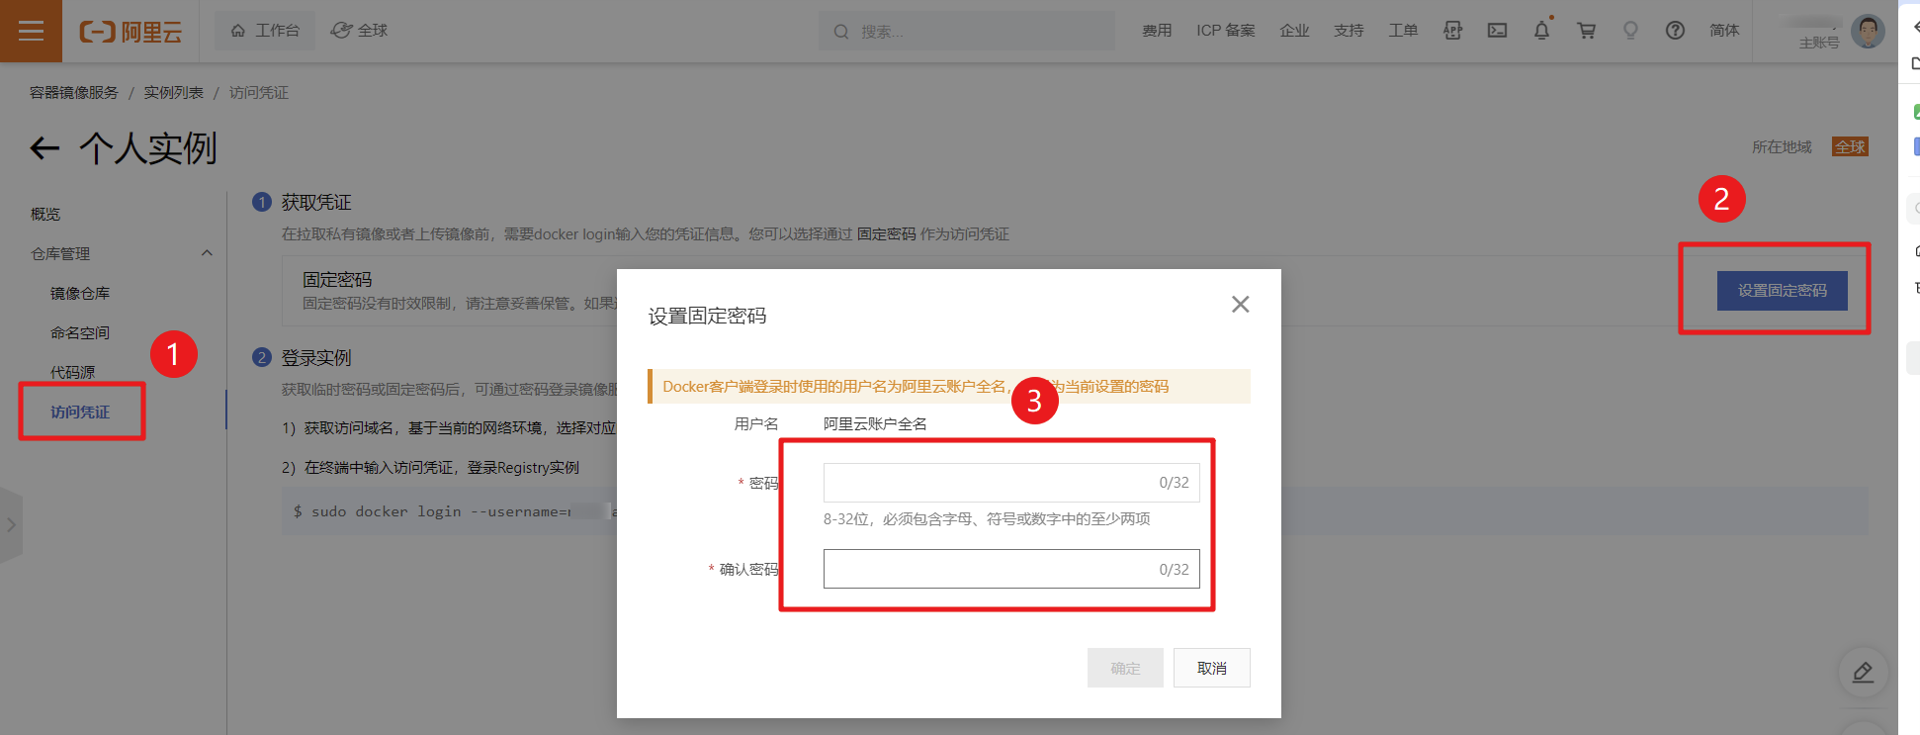 阿里云
工作台
全球
搜索...
费用
ICP 备案
企业
支持
工单
简体
主账号
容器镜像服务 / 实例列表 / 访问凭证
个人实例
所在地域
全球
概览
仓库管理
镜像仓库
命名空间
代码源
访问凭证
1
1 获取凭证
在拉取私有镜像或者上传镜像前，需要docker login输入您的凭证信息。您可以选择通过 固定密码 作为访问凭证
固定密码
固定密码没有时效限制，请注意妥善保管。如果
2
设置固定密码
2 登录实例
获取临时密码或固定密码后，可通过密码登录镜像服
1）获取访问域名，基于当前的网络环境，选择对应
2）在终端中输入访问凭证，登录Registry实例
$ sudo docker login --username=
设置固定密码
Docker客户端登录时使用的用户名为阿里云账户全名，
为当前设置的密码
3
用户名
阿里云账户全名
* 密码
0/32
8-32位，必须包含字母、符号或数字中的至少两项
* 确认密码
0/32
确定
取消